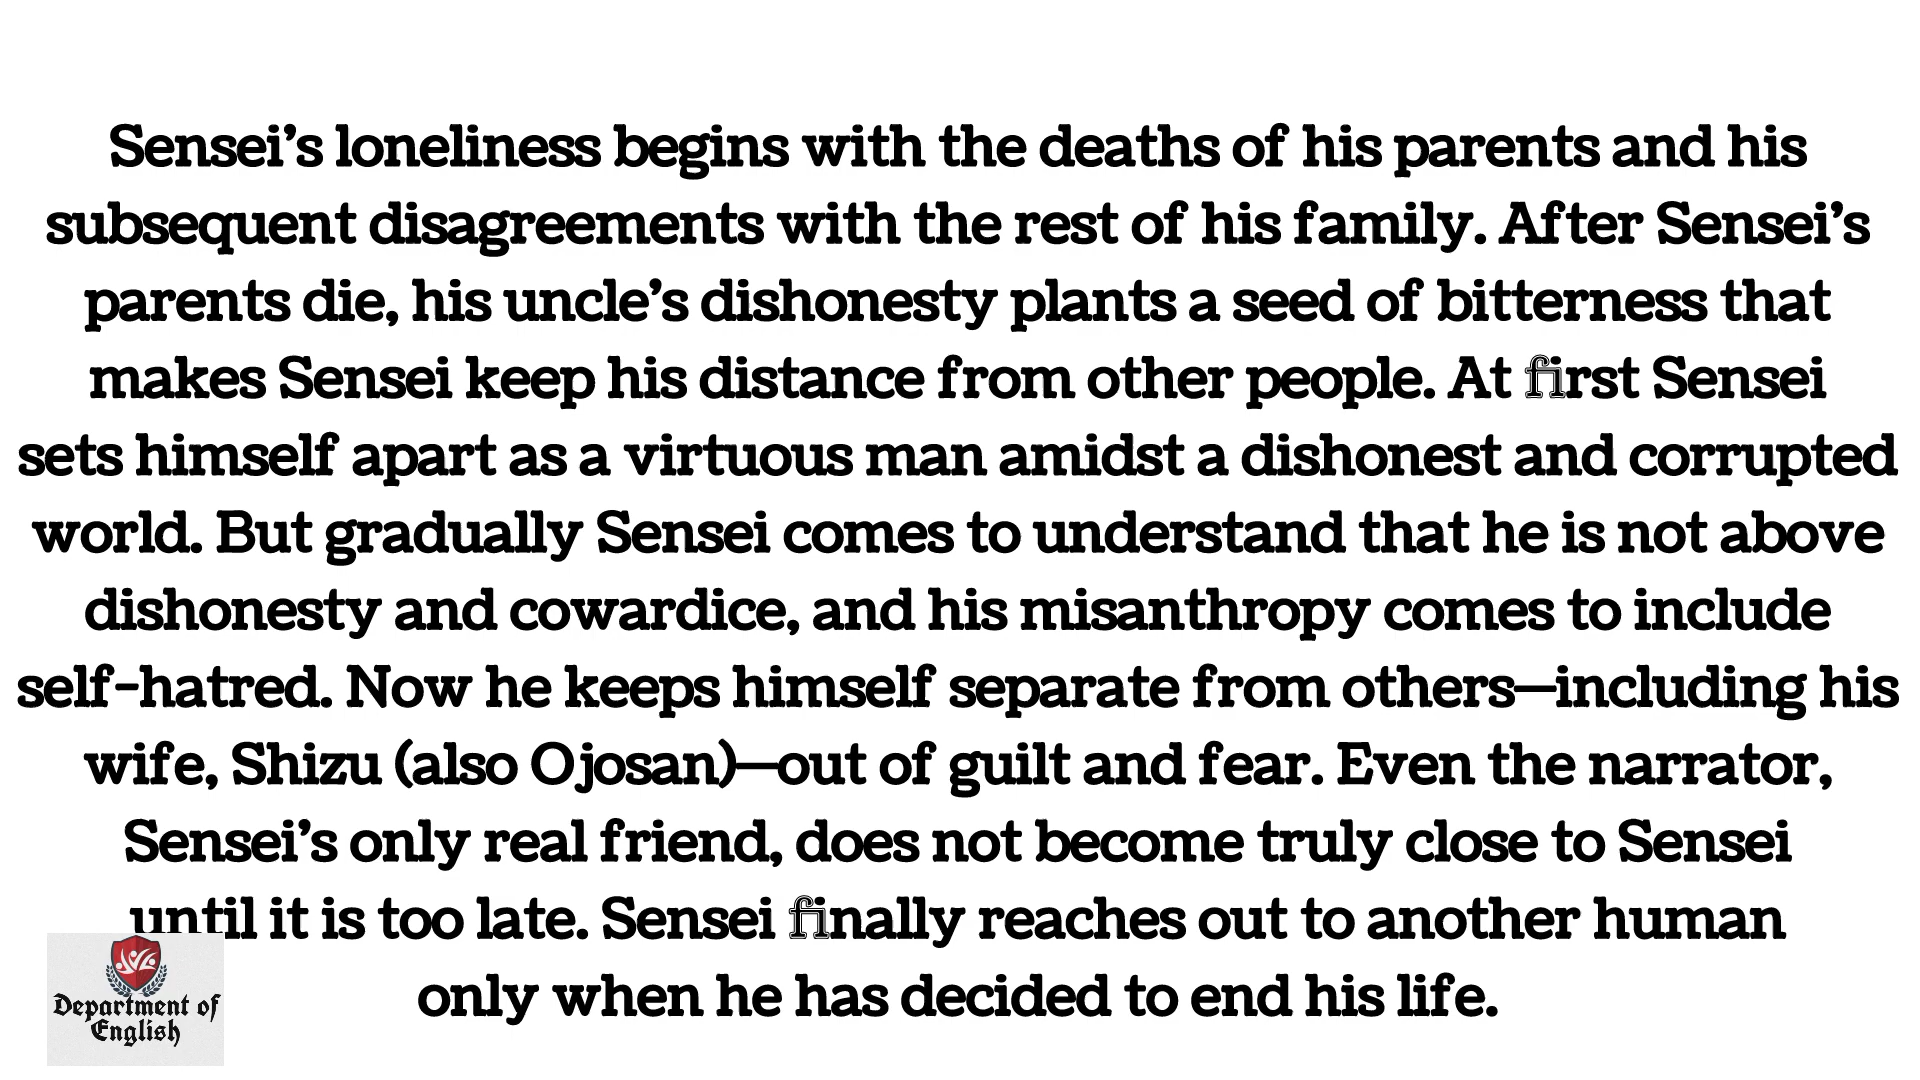 Sensei’s loneliness begins with the deaths of his parents and his
subsequent disagreements with the rest of his family. After Sensei’s
parents die, his uncle’s dishonesty plants a seed of bitterness that
makes Sensei keep his distance from other people. At first Sensei
sets himself apart as a virtuous man amidst a dishonest and corrupted
world. But gradually Sensei comes to understand that he is not above
dishonesty and cowardice, and his misanthropy comes to include
self-hatred. Now he keeps himself separate from others—including his
wife, Shizu (also Ojosan)—out of guilt and fear. Even the narrator,
Sensei’s only real friend, does not become truly close to Sensei
until it is too late. Sensei finally reaches out to another human
only when he has decided to end his life.
Department of
English